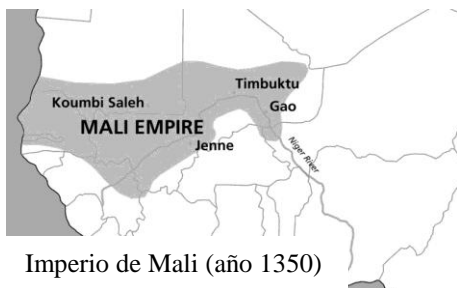 Timbuktu
Koumbi Saleh
Gao
MALI EMPIRE
Jenne
Niger River
Imperio de Mali (año 1350)